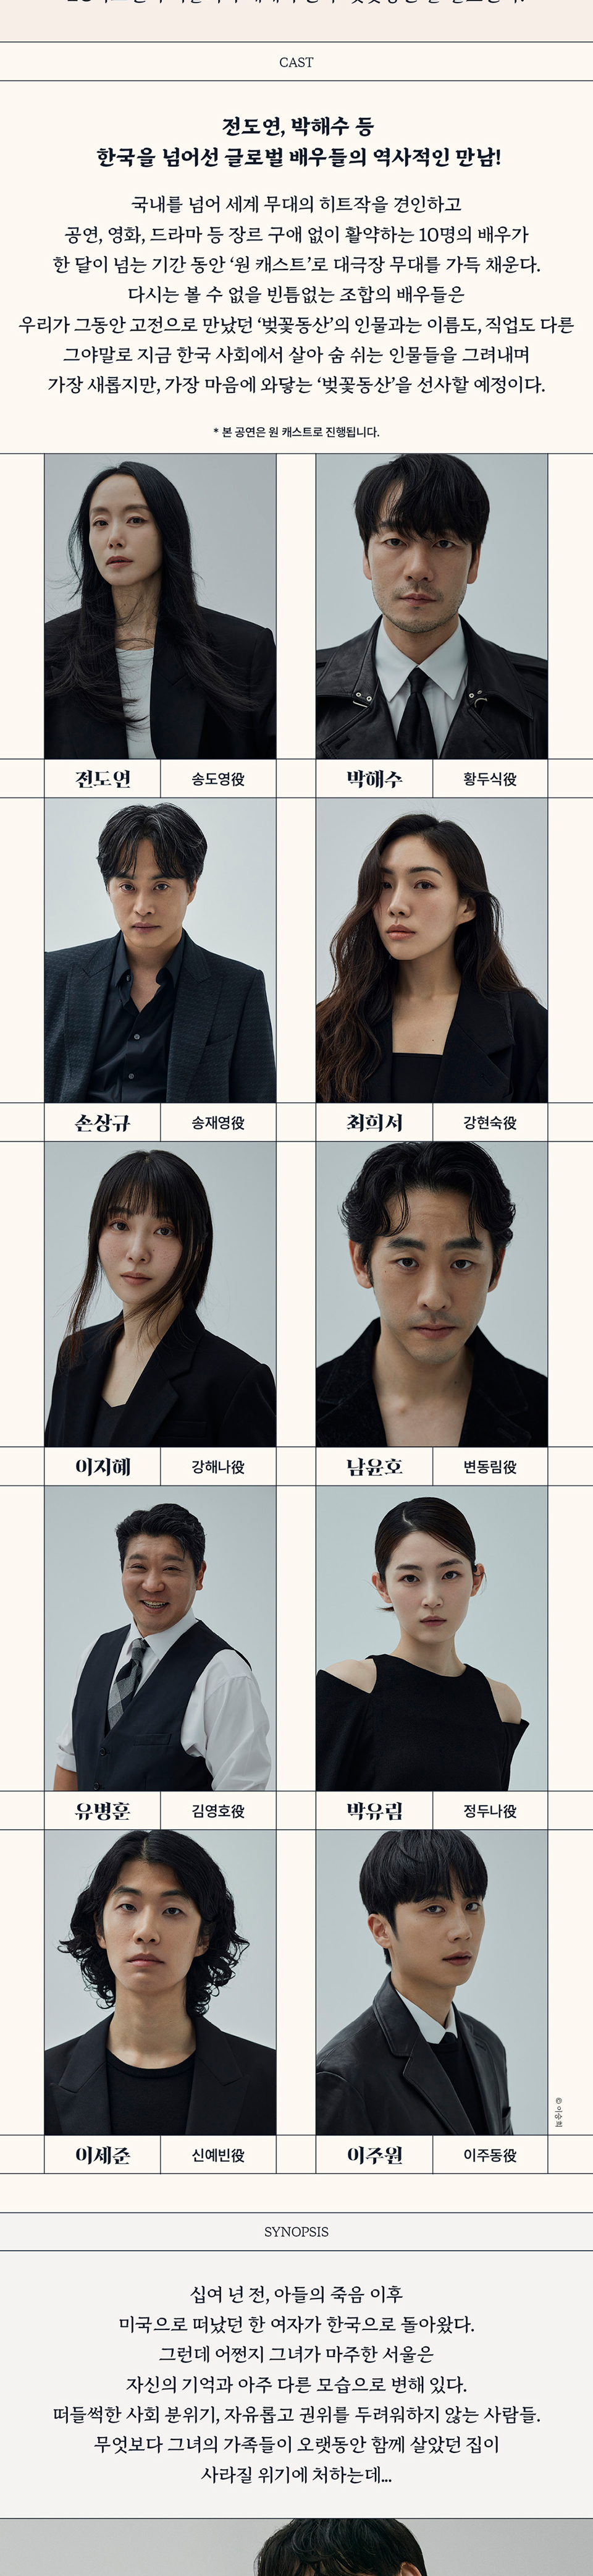 CAST
전도연, 박해수 등
한국을 넘어선 글로벌 배우들의 역사적인 만남!
국내를 넘어 세계 무대의 히트작을 견인하고
공연, 영화, 드라마 등 장르 구애 없이 활약하는 10명의 배우가
한 달이 넘는 기간 동안 ‘원 캐스트’로 대극장 무대를 가득 채운다.
다시는 볼 수 없을 빈틈없는 조합의 배우들은
우리가 그동안 고전으로 만났던 ‘벚꽃동산’의 인물과는 이름도, 직업도 다른
그야말로 지금 한국 사회에서 살아 숨 쉬는 인물들을 그려내며
가장 새롭지만, 가장 마음에 와닿는 ‘벚꽃동산’을 선사할 예정이다.
* 본 공연은 원 캐스트로 진행됩니다.
전도연 송도영役 박해수 황두식役
손상규 송재영役 최희서 강현숙役
이지혜 강해나役 남윤호 변동림役
유병훈 김영호役 박유림 정두나役
© 이승희
이세준 신예빈役 이주원 이주동役
SYNOPSIS
십여 년 전, 아들의 죽음 이후
미국으로 떠났던 한 여자가 한국으로 돌아왔다.
그런데 어쩐지 그녀가 마주한 서울은
자신의 기억과 아주 다른 모습으로 변해 있다.
떠들썩한 사회 분위기, 자유롭고 권위를 두려워하지 않는 사람들.
무엇보다 그녀의 가족들이 오랫동안 함께 살았던 집이
사라질 위기에 처하는데...